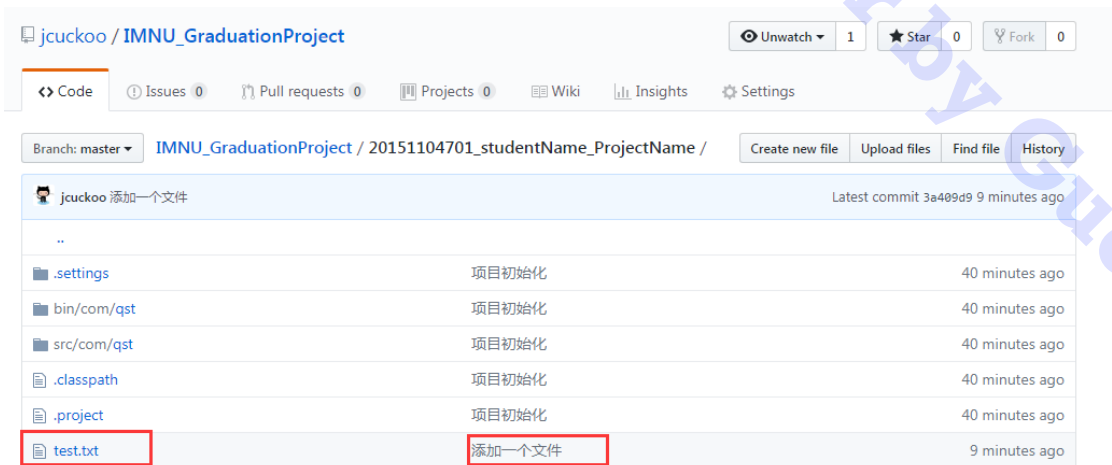 jcuckoo / IMNU_GraduationProject
Unwatch 1 Star 0 Fork 0
Code Issues 0 Pull requests 0 Projects 0 Wiki Insights Settings
Branch: master IMNU_GraduationProject / 20151104701_studentName_ProjectName / Create new file Upload files Find file History
jcuckoo 添加一个文件 Latest commit 3a409d9 9 minutes ago
..
.settings 项目初始化 40 minutes ago
bin/com/qst 项目初始化 40 minutes ago
src/com/qst 项目初始化 40 minutes ago
.classpath 项目初始化 40 minutes ago
.project 项目初始化 40 minutes ago
test.txt 添加一个文件 9 minutes ago
by